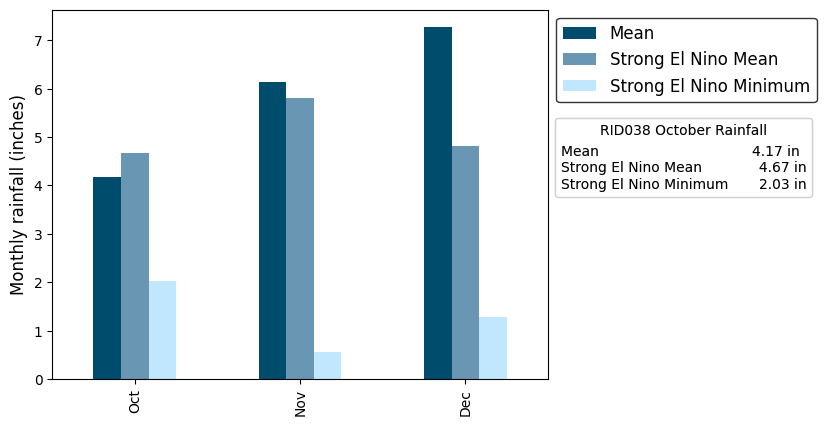 Monthly rainfall (inches)
7
6
5
4
3
2
1
0
Oct
Nov
Dec
Mean
Strong El Nino Mean
Strong El Nino Minimum
RID038 October Rainfall
Mean 4.17 in
Strong El Nino Mean 4.67 in
Strong El Nino Minimum 2.03 in